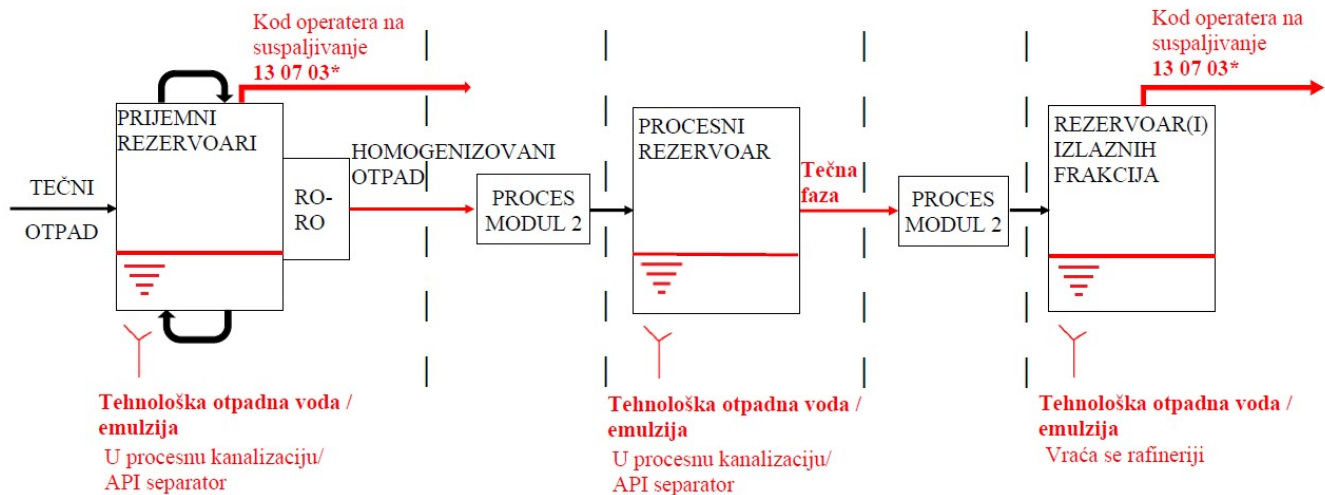 Kod operatera na
suspaljivanje
13 07 03*
Kod operatera na
suspaljivanje
13 07 03*
PRIJEMNI
REZERVOARI
TEČNI
OTPAD
RO-
RO
HOMOGENIZOVANI
OTPAD
PROCES
MODUL 2
PROCESNI
REZERVOAR
Tečna
faza
PROCES
MODUL 2
REZERVOAR(I)
IZLAZNIH
FRAKCIJA
Tehnološka otpadna voda /
emulzija
U procesnu kanalizaciju/
API separator
Tehnološka otpadna voda /
emulzija
U procesnu kanalizaciju/
API separator
Tehnološka otpadna voda /
emulzija
Vraća se rafineriji